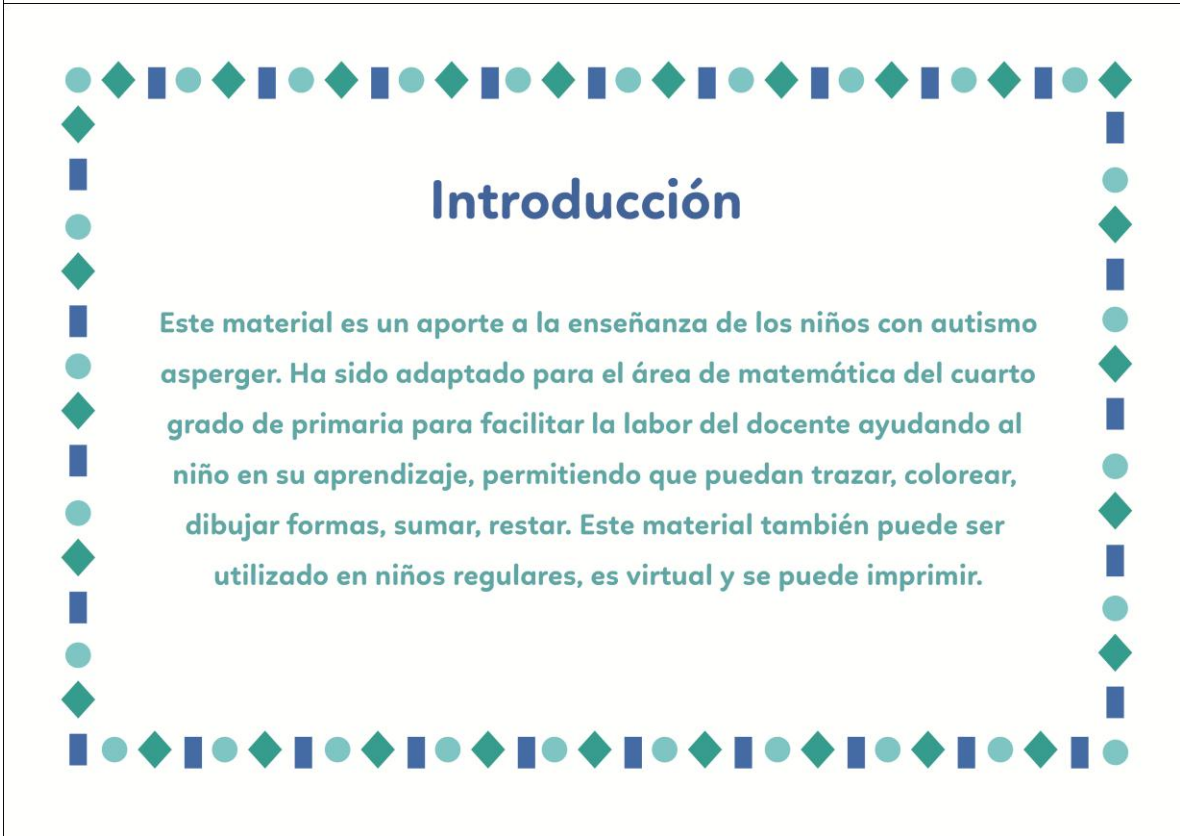 Introducción
Este material es un aporte a la enseñanza de los niños con autismo
asperger. Ha sido adaptado para el área de matemática del cuarto
grado de primaria para facilitar la labor del docente ayudando al
niño en su aprendizaje, permitiendo que puedan trazar, colorear,
dibujar formas, sumar, restar. Este material también puede ser
utilizado en niños regulares, es virtual y se puede imprimir.